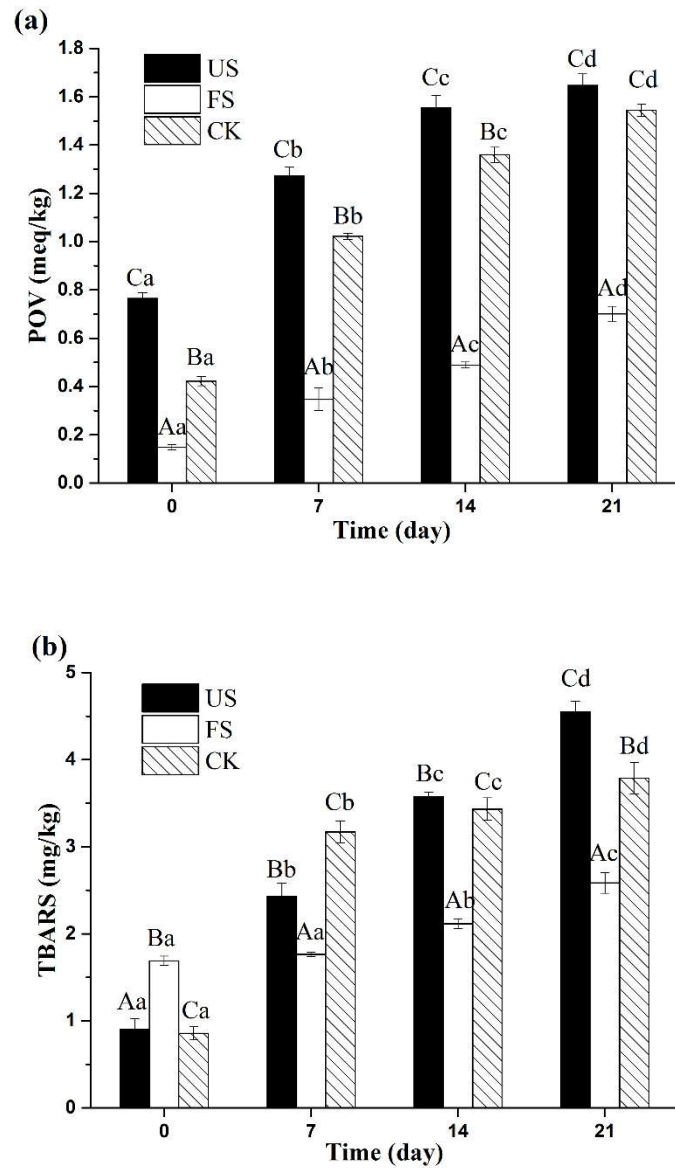 (a)
1.8
1.6
1.4
1.2
1.0
0.8
0.6
0.4
0.2
0.0
POV (meq/kg)
US
FS
CK
Ca
Aa
Ba
Cb
Ab
Bb
Cc
Ac
Bc
Cd
Ad
Cd
0 7 14 21
Time (day)
(b)
5
4
3
2
1
0
TBARS (mg/kg)
US
FS
CK
Aa
Ba
Ca
Bb
Aa
Cb
Bc
Ab
Cc
Cd
Ac
Bd
0 7 14 21
Time (day)